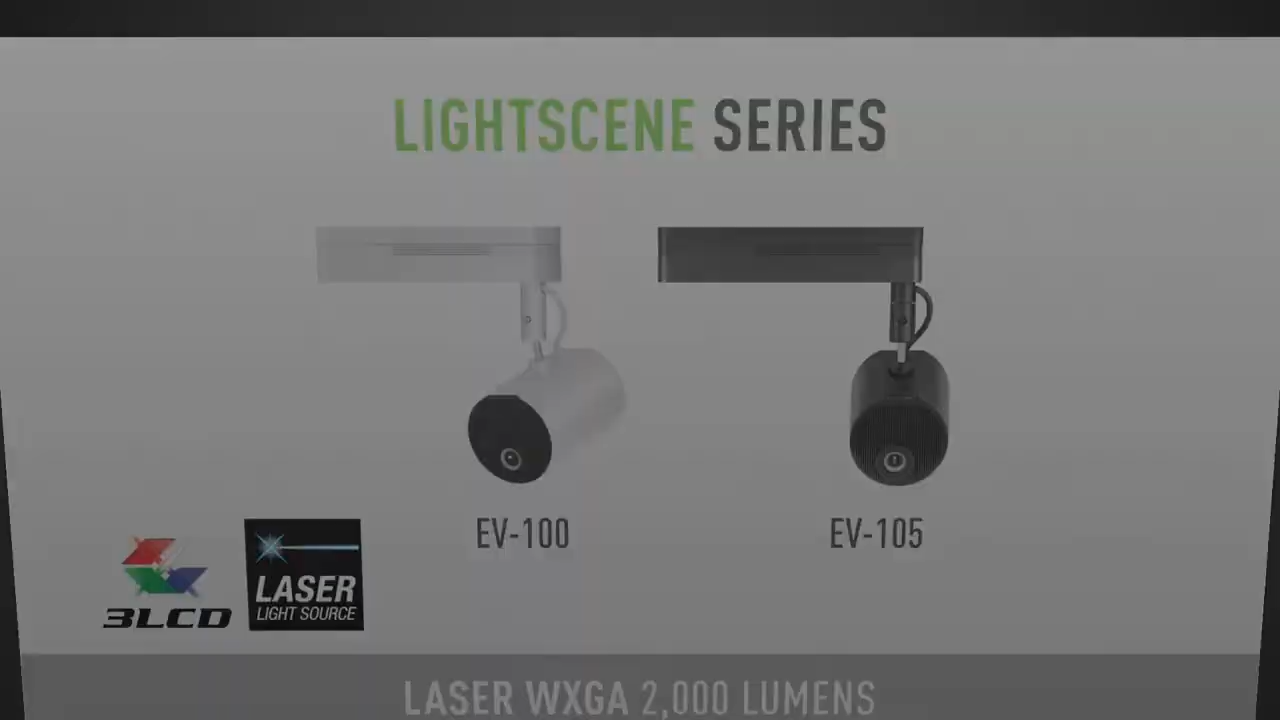 LIGHTSCENE SERIES
EV-100
EV-105
3LCD
LASER
LIGHT SOURCE
LASER WXGA 2,000 LUMENS